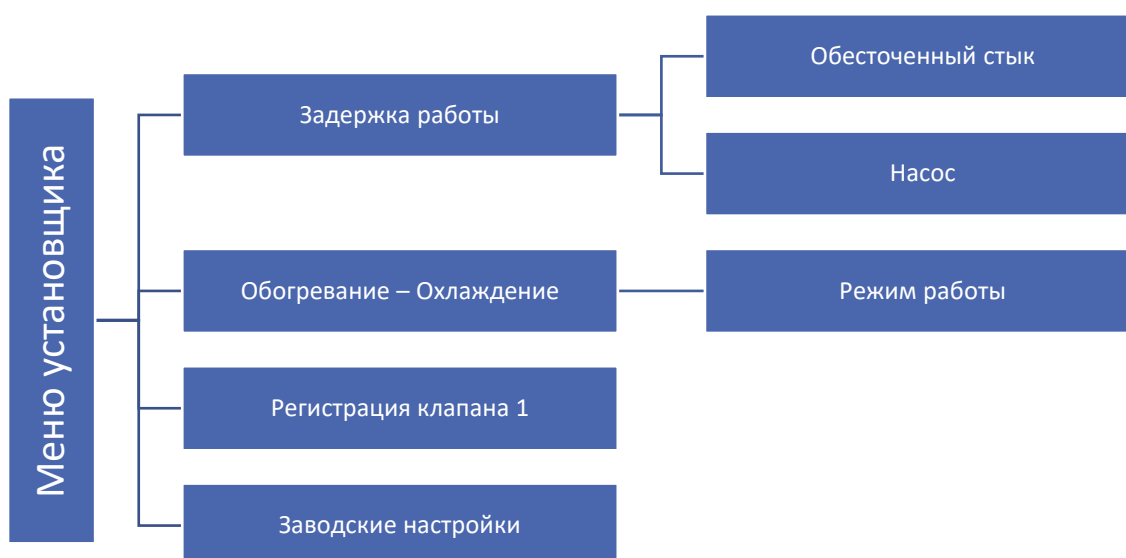 Меню установщика
Задержка работы
Обесточенный стык
Насос
Обогревание – Охлаждение
Режим работы
Регистрация клапана 1
Заводские настройки